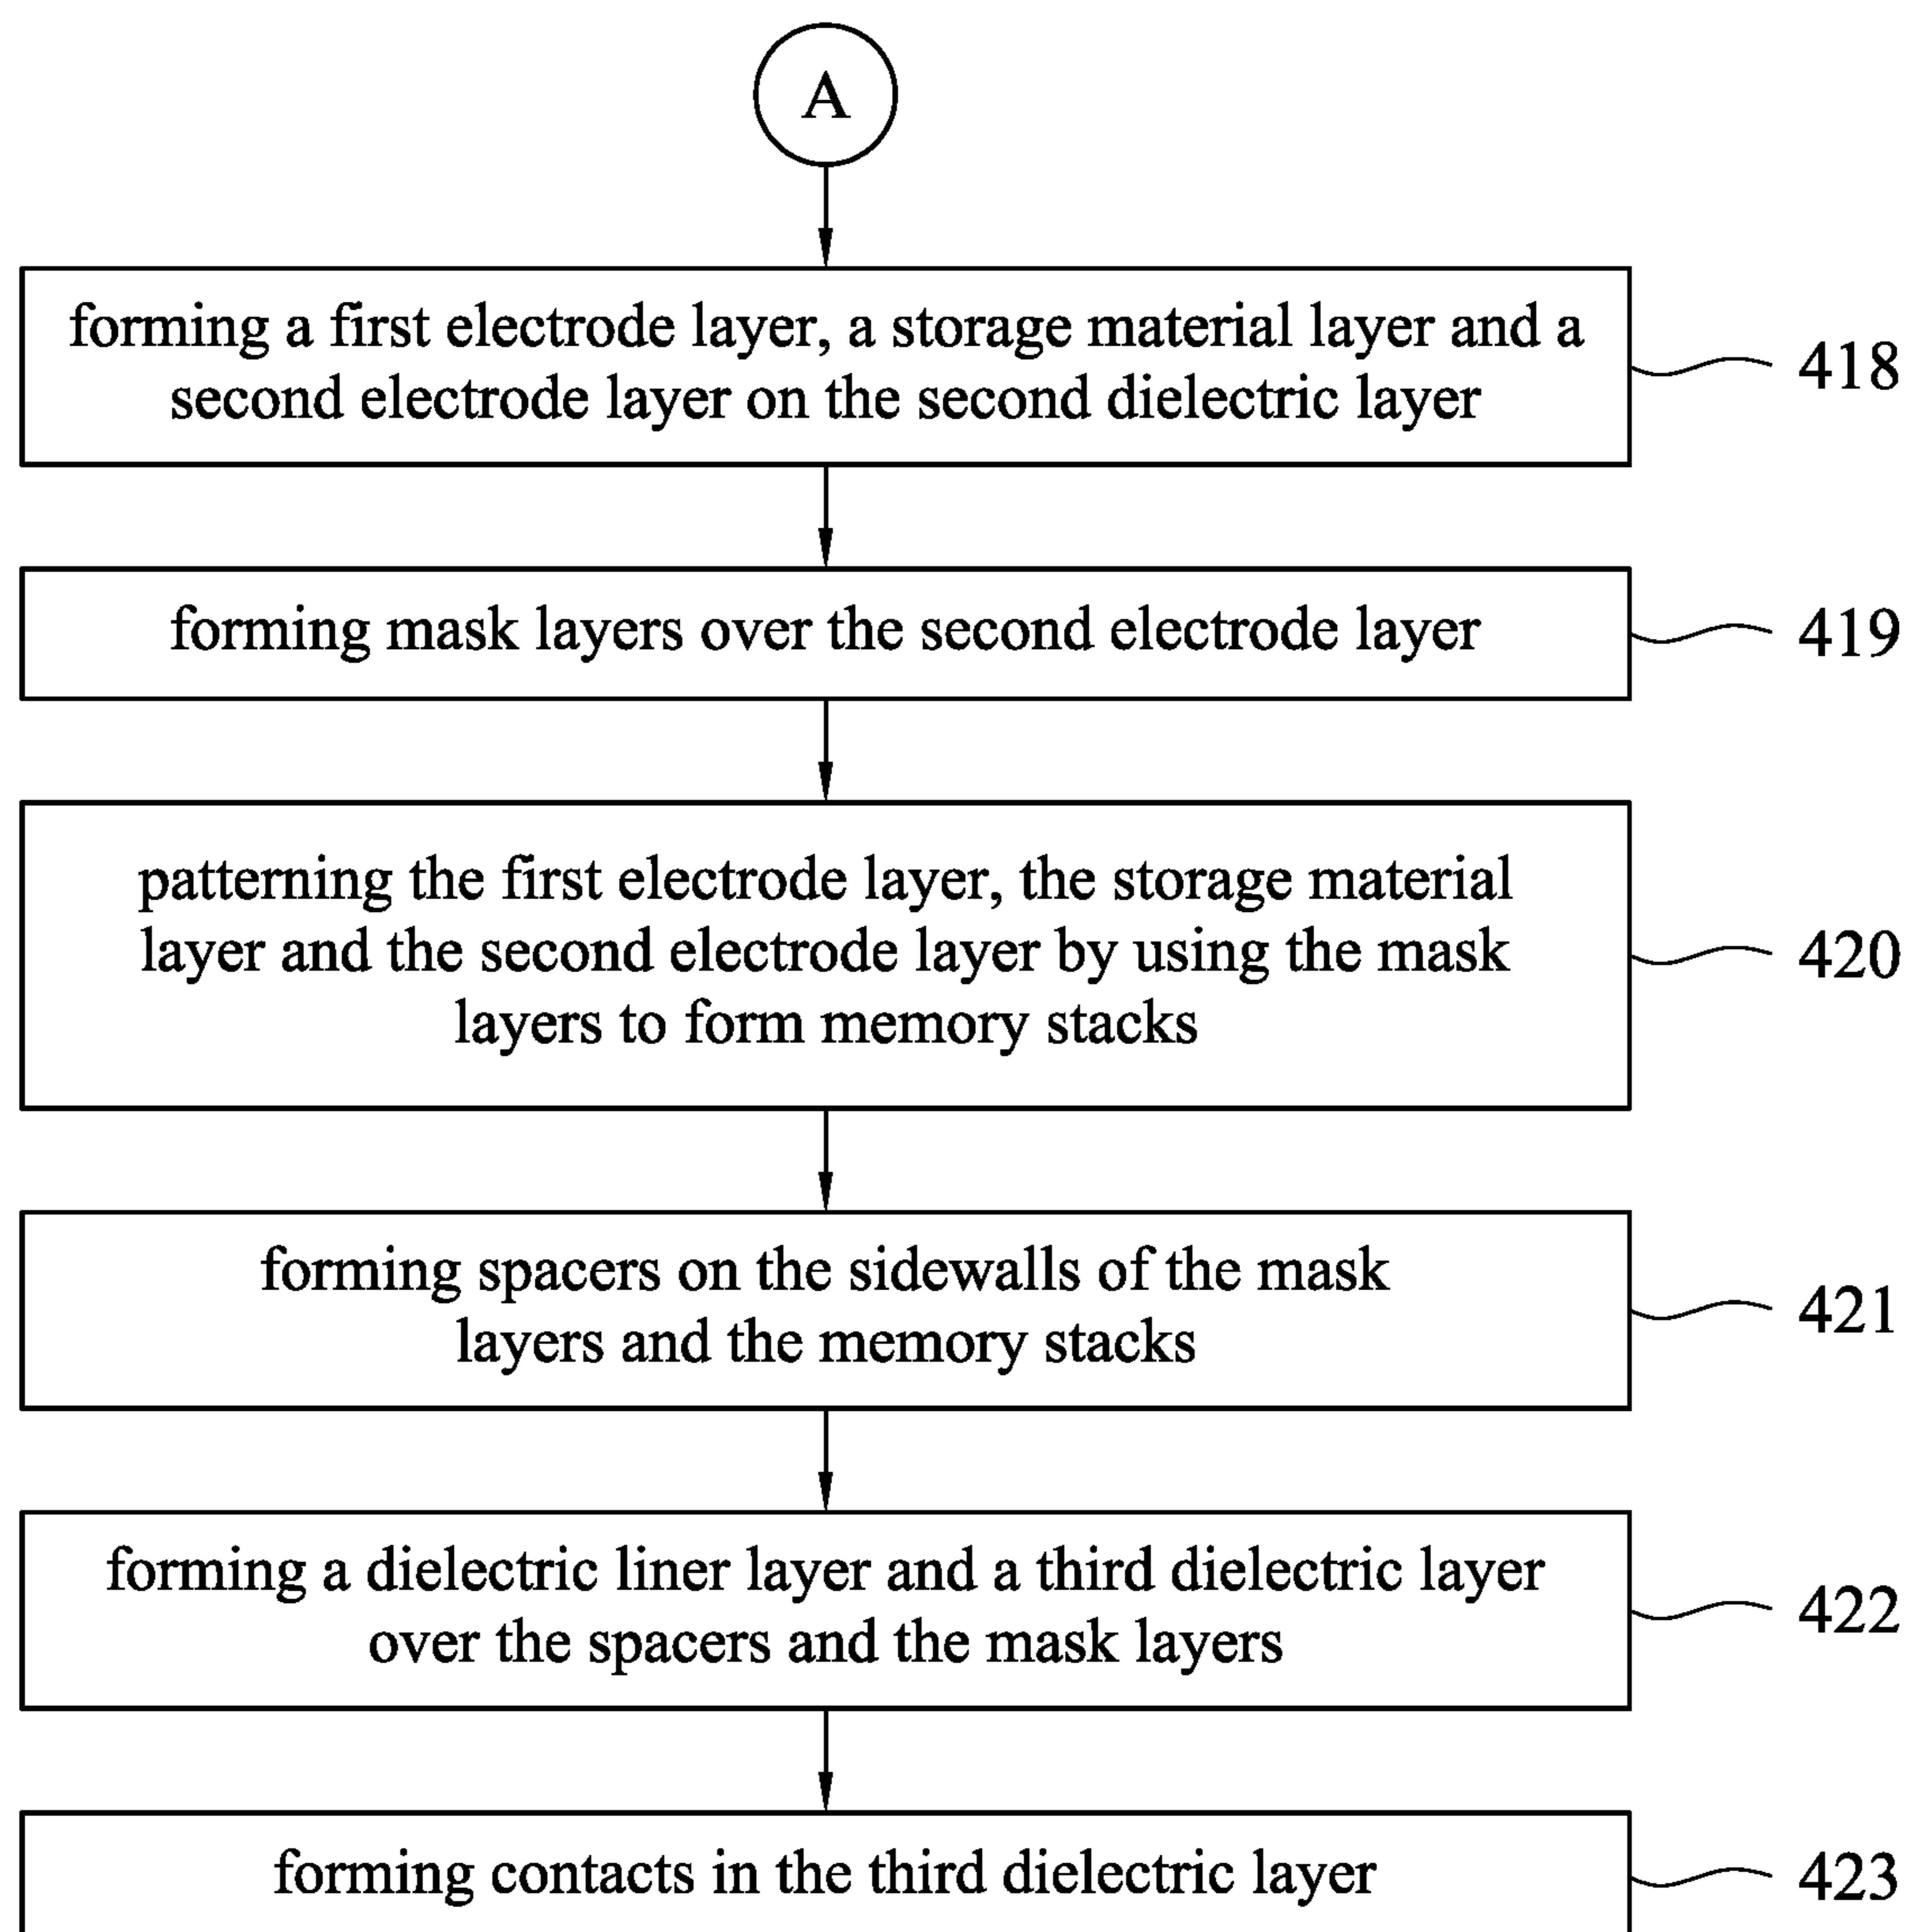 A
forming a first electrode layer, a storage material layer and a
second electrode layer on the second dielectric layer
418
forming mask layers over the second electrode layer
419
patterning the first electrode layer, the storage material
layer and the second electrode layer by using the mask
layers to form memory stacks
420
forming spacers on the sidewalls of the mask
layers and the memory stacks
421
forming a dielectric liner layer and a third dielectric layer
over the spacers and the mask layers
422
forming contacts in the third dielectric layer
423